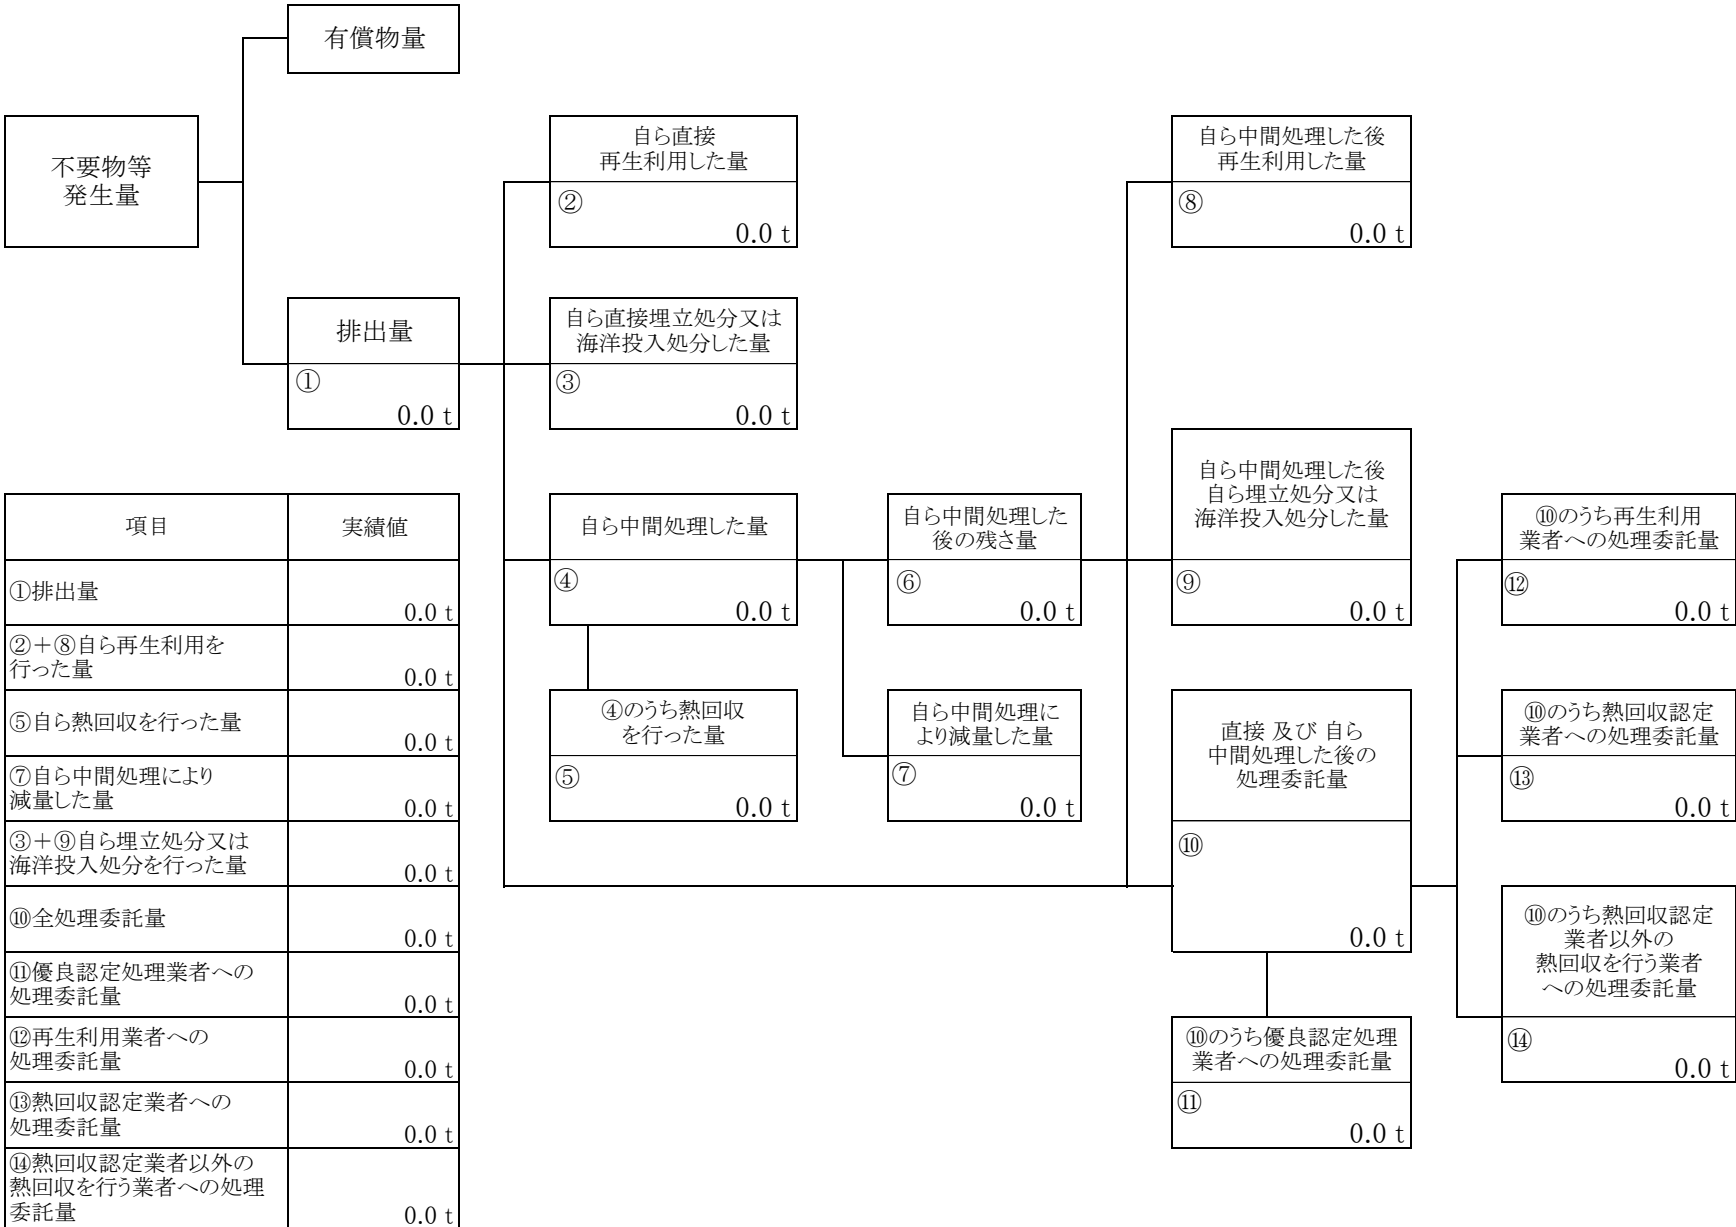 有償物量
不要物等
発生量
自ら直接
再生利用した量
②
0.0 t
自ら中間処理した後
再生利用した量
⑧
0.0 t
排出量
①
0.0 t
自ら直接埋立処分又は
海洋投入処分した量
③
0.0 t
自ら中間処理した量
④
0.0 t
自ら中間処理した
後の残さ量
⑥
0.0 t
自ら中間処理した後
自ら埋立処分又は
海洋投入処分した量
⑨
0.0 t
⑩のうち再生利用
業者への処理委託量
⑫
0.0 t
④のうち熱回収
を行った量
⑤
0.0 t
自ら中間処理に
より減量した量
⑦
0.0 t
直接 及び 自ら
中間処理した後の
処理委託量
⑩
0.0 t
⑩のうち熱回収認定
業者への処理委託量
⑬
0.0 t
⑩のうち熱回収認定
業者以外の
熱回収を行う業者
への処理委託量
⑭
0.0 t
⑩のうち優良認定処理
業者への処理委託量
⑪
0.0 t
項目
実績値
①排出量
0.0 t
②＋⑧自ら再生利用を
行った量
0.0 t
⑤自ら熱回収を行った量
0.0 t
⑦自ら中間処理により
減量した量
0.0 t
③＋⑨自ら埋立処分又は
海洋投入処分を行った量
0.0 t
⑩全処理委託量
0.0 t
⑪優良認定処理業者への
処理委託量
0.0 t
⑫再生利用業者への
処理委託量
0.0 t
⑬熱回収認定業者への
処理委託量
0.0 t
⑭熱回収認定業者以外の
熱回収を行う業者への処理
委託量
0.0 t